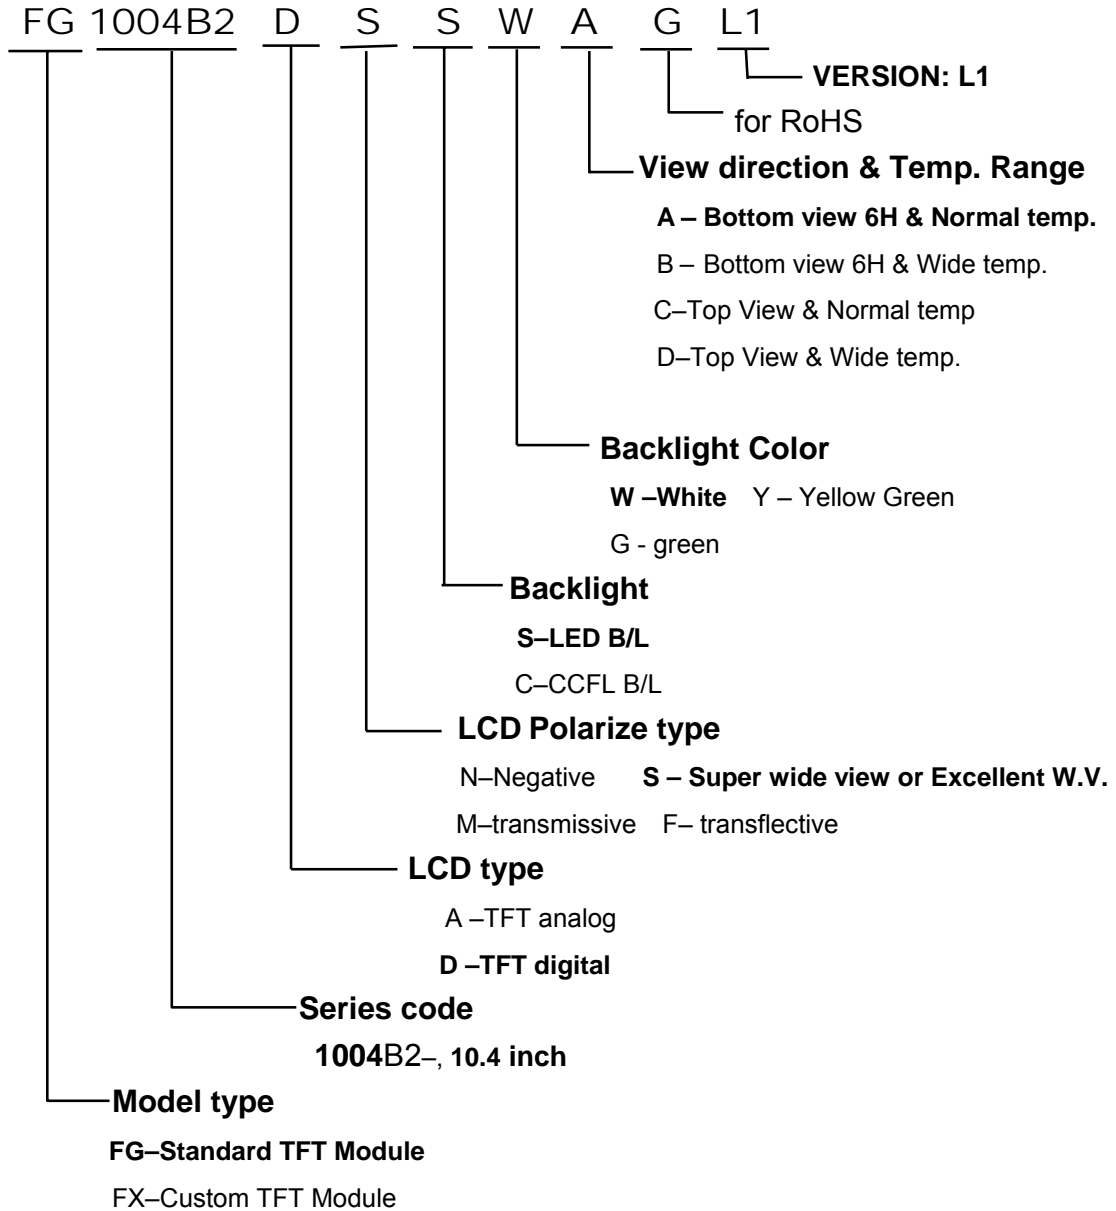 FG 1004B2 D S S W A G L1
VERSION: L1
for RoHS
View direction & Temp. Range
A – Bottom view 6H & Normal temp.
B – Bottom view 6H & Wide temp.
C–Top View & Normal temp
D–Top View & Wide temp.
Backlight Color
W –White Y – Yellow Green
G - green
Backlight
S–LED B/L
C–CCFL B/L
LCD Polarize type
N–Negative S – Super wide view or Excellent W.V.
M–transmissive F– transflective
LCD type
A –TFT analog
D –TFT digital
Series code
1004B2–, 10.4 inch
Model type
FG–Standard TFT Module
FX–Custom TFT Module